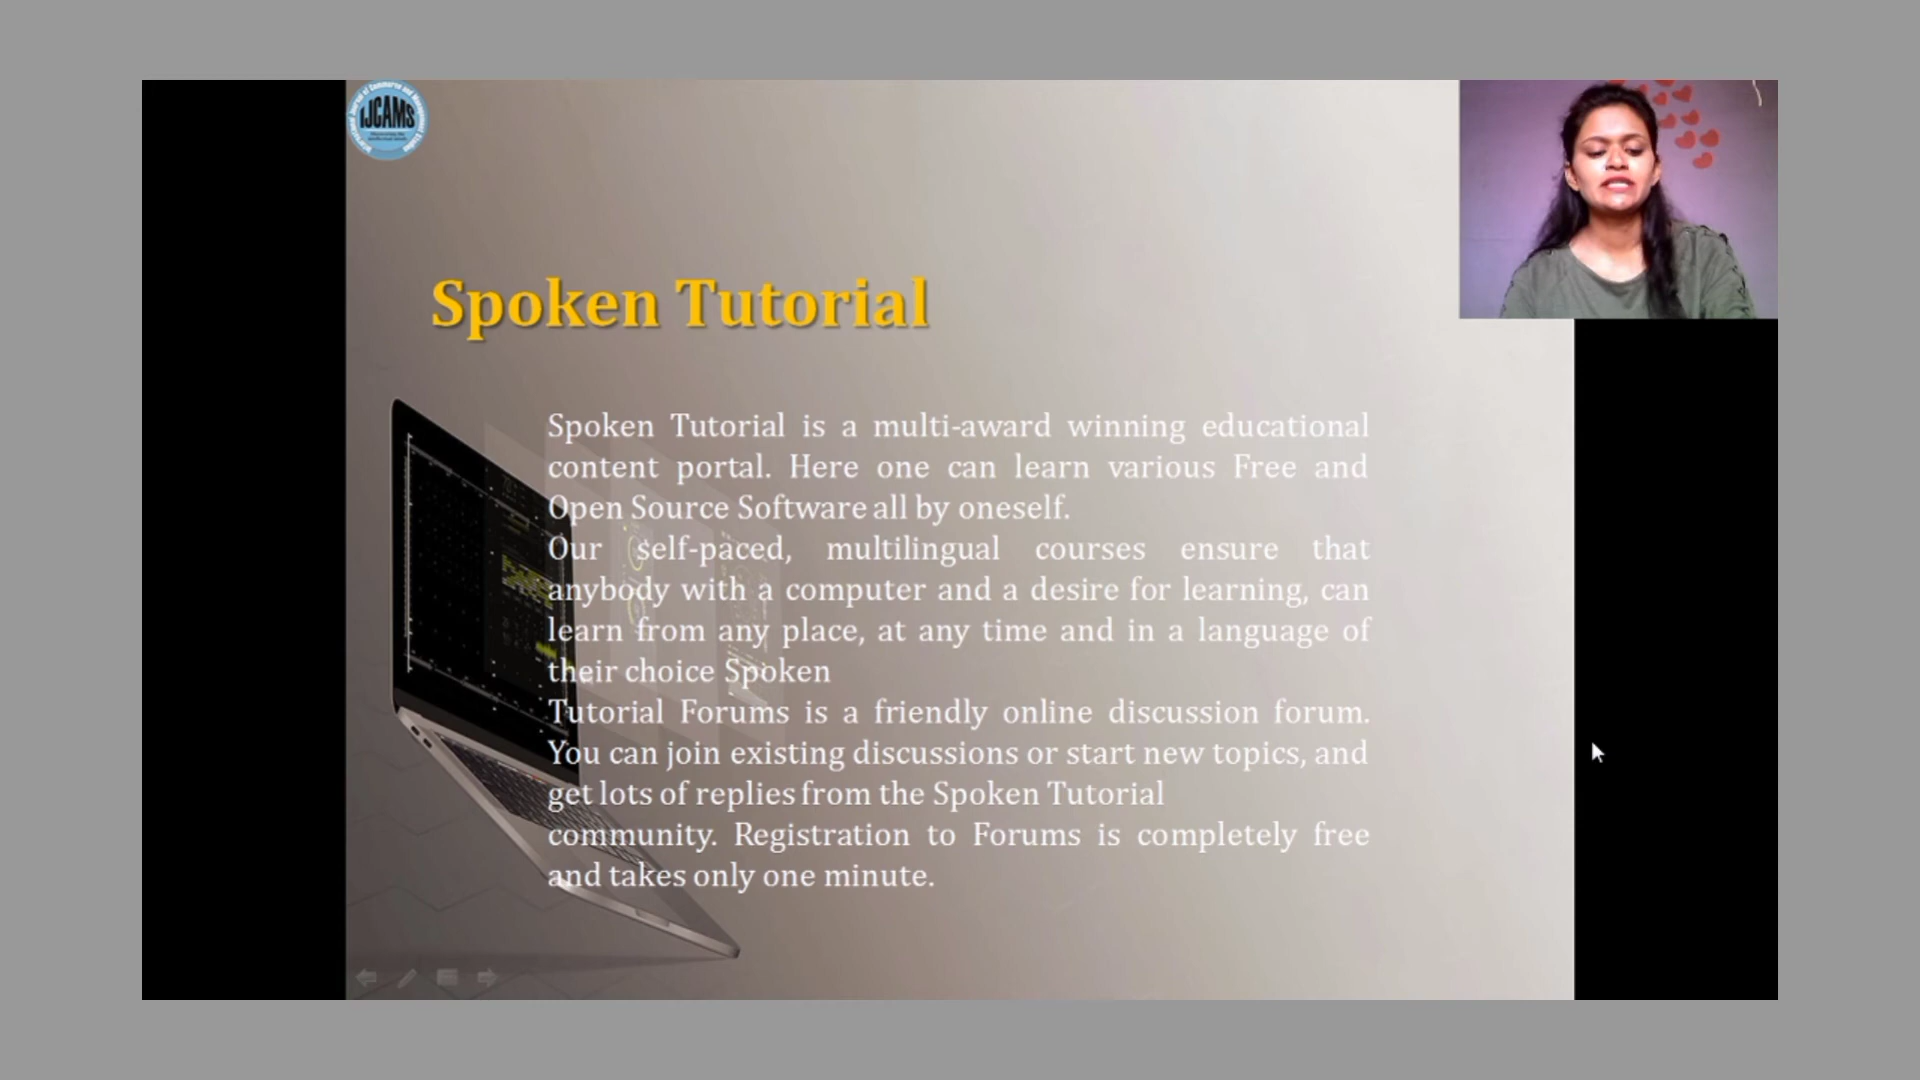 IJCAMS
Spoken Tutorial
Spoken Tutorial is a multi-award winning educational
content portal. Here one can learn various Free and
Open Source Software all by oneself.
Our self-paced, multilingual courses ensure that
anybody with a computer and a desire for learning, can
learn from any place, at any time and in a language of
their choice Spoken
Tutorial Forums is a friendly online discussion forum.
You can join existing discussions or start new topics, and
get lots of replies from the Spoken Tutorial
community. Registration to Forums is completely free
and takes only one minute.